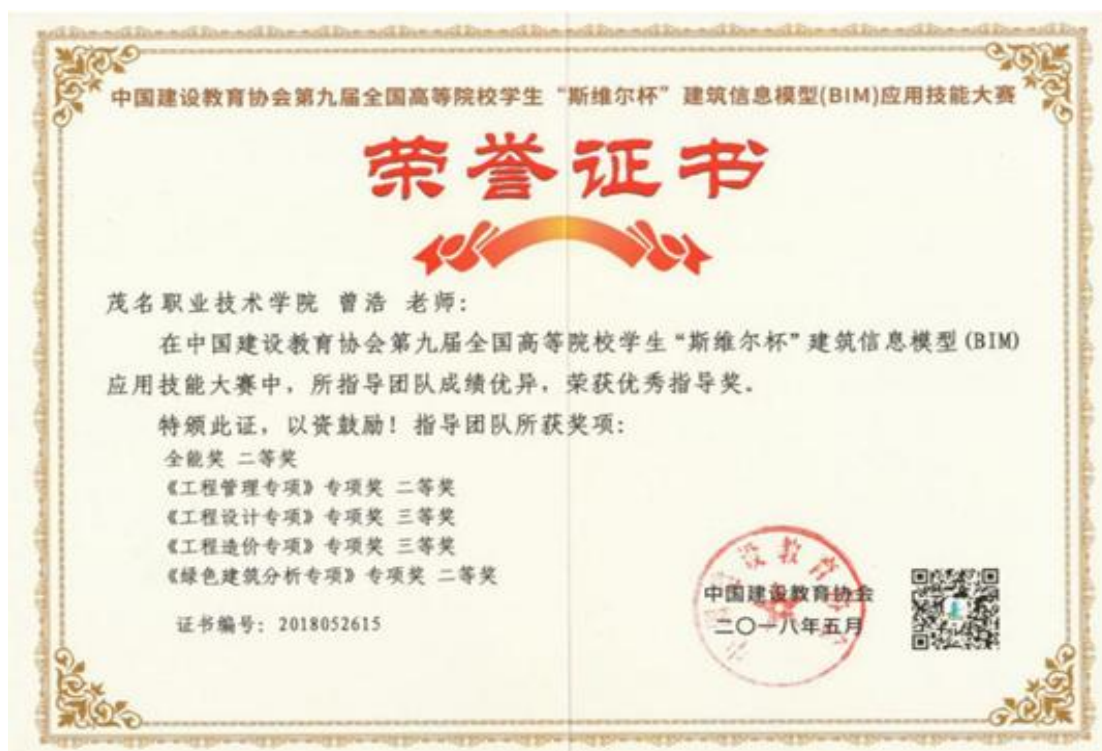 中国建设教育协会第九届全国高等院校学生“斯维尔杯”建筑信息模型(BIM)应用技能大赛
荣誉证书
茂名职业技术学院 曾浩 老师：
在中国建设教育协会第九届全国高等院校学生“斯维尔杯”建筑信息模型(BIM)
应用技能大赛中，所指导团队成绩优异，荣获优秀指导奖。
特颁此证，以资鼓励！指导团队所获奖项：
全能奖 二等奖
《工程管理专项》专项奖 二等奖
《工程设计专项》专项奖 三等奖
《工程造价专项》专项奖 三等奖
《绿色建筑分析专项》专项奖 二等奖
证书编号：2018052615
中国建设教育协会
二〇一八年五月